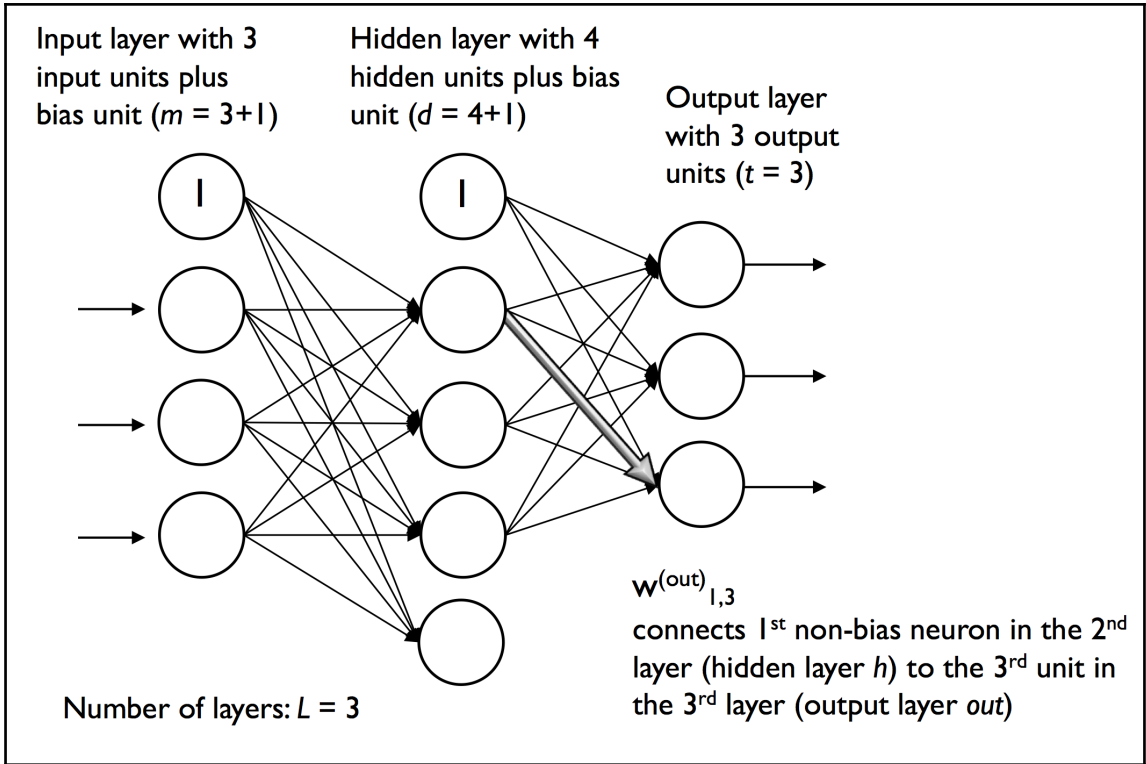 Input layer with 3
input units plus
bias unit (m = 3+1)
Hidden layer with 4
hidden units plus bias
unit (d = 4+1)
Output layer
with 3 output
units (t = 3)
1
1
w(out)1,3
connects 1st non-bias neuron in the 2nd
layer (hidden layer h) to the 3rd unit in
the 3rd layer (output layer out)
Number of layers: L = 3